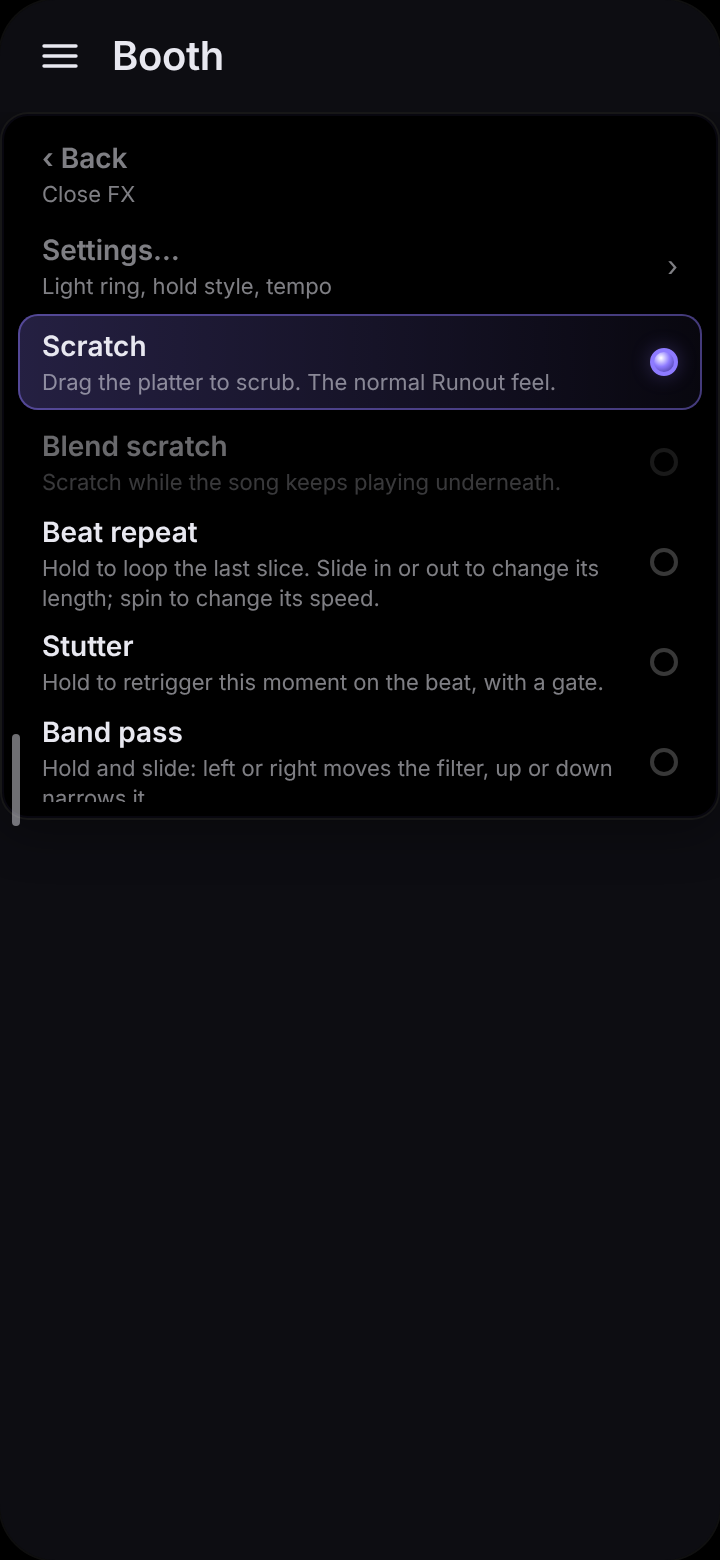 Booth
‹ Back
Close FX
Settings...
Light ring, hold style, tempo
›
Scratch
Drag the platter to scrub. The normal Runout feel.
Blend scratch
Scratch while the song keeps playing underneath.
Beat repeat
Hold to loop the last slice. Slide in or out to change its
length; spin to change its speed.
Stutter
Hold to retrigger this moment on the beat, with a gate.
Band pass
Hold and slide: left or right moves the filter, up or down
narrows it